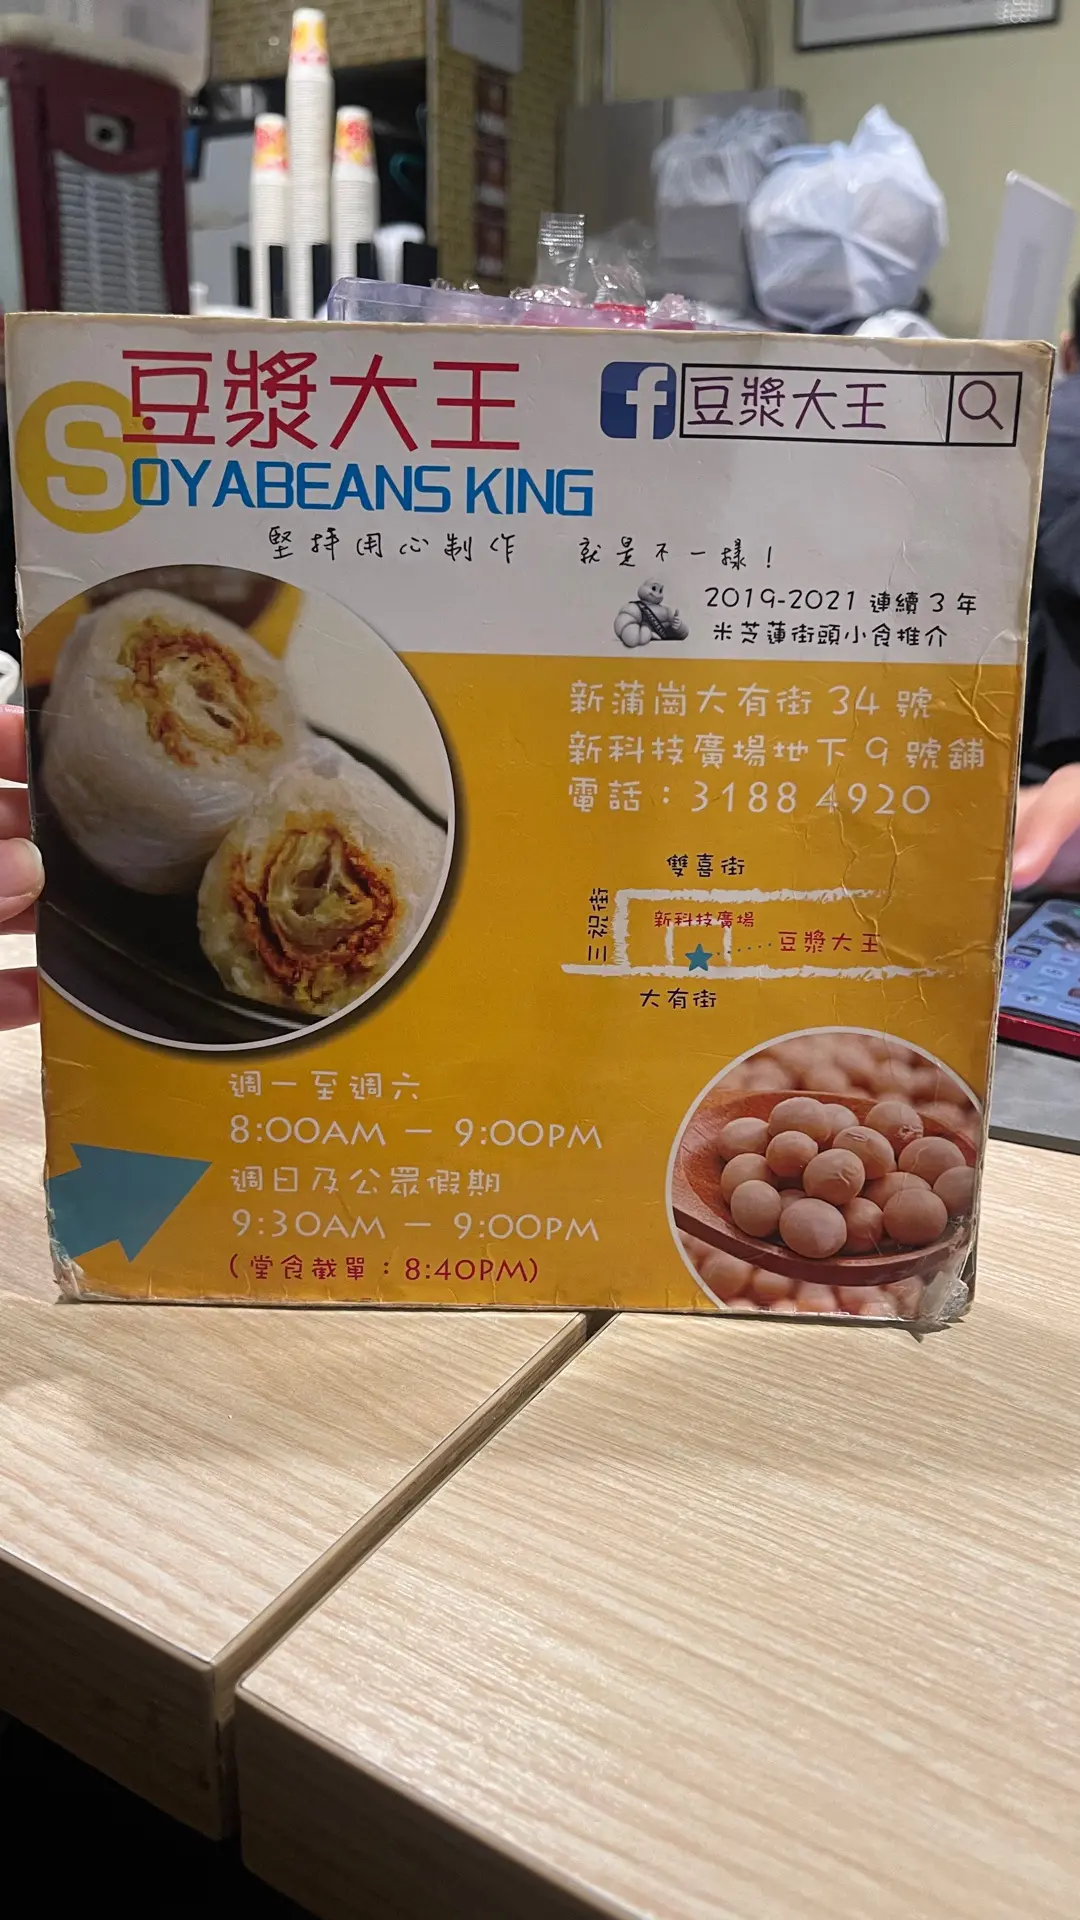 豆漿大王
SOYABEANS KING
豆漿大王
堅持用心制作 就是不一樣！
2019-2021 連續 3 年
米芝蓮街頭小食推介
新蒲崗大有街 34 號
新科技廣場地下 9 號舖
電話：3188 4920
雙喜街
三祝街
新科技廣場
豆漿大王
大有街
週一至週六
8:00AM — 9:00PM
週日及公眾假期
9:30AM — 9:00PM
(堂食截單：8:40PM)